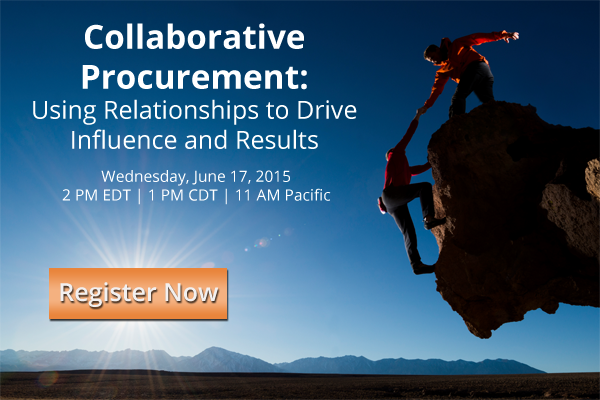 Collaborative
Procurement:
Using Relationships to Drive
Influence and Results
Wednesday, June 17, 2015
2 PM EDT | 1 PM CDT | 11 AM Pacific
Register Now